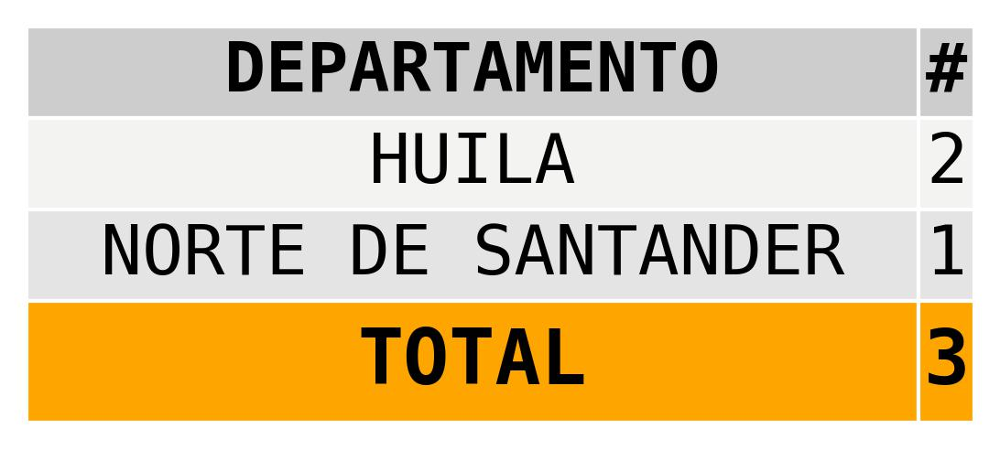 DEPARTAMENTO #
HUILA 2
NORTE DE SANTANDER 1
TOTAL 3